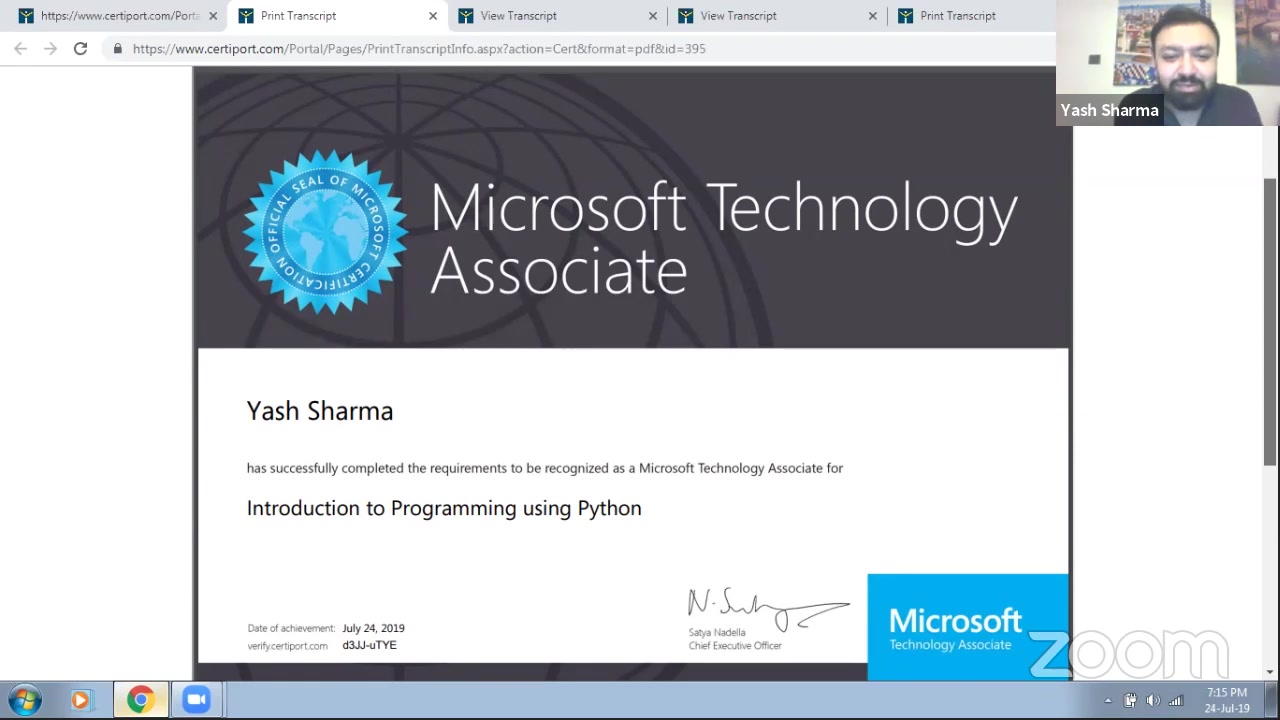 https://www.certiport.com/Porta
Print Transcript
View Transcript
View Transcript
Print Transcript
https://www.certiport.com/Portal/Pages/PrintTranscriptInfo.aspx?action=Cert&format=pdf&id=395
Yash Sharma
OFFICIAL SEAL OF MICROSOFT CERTIFICATION
Microsoft Technology
Associate
Yash Sharma
has successfully completed the requirements to be recognized as a Microsoft Technology Associate for
Introduction to Programming using Python
Date of achievement: July 24, 2019
verify.certiport.com d3JJ-uTYE
N. S
Satya Nadella
Chief Executive Officer
Microsoft
Technology Associate
zoom
7:15 PM
24-Jul-19